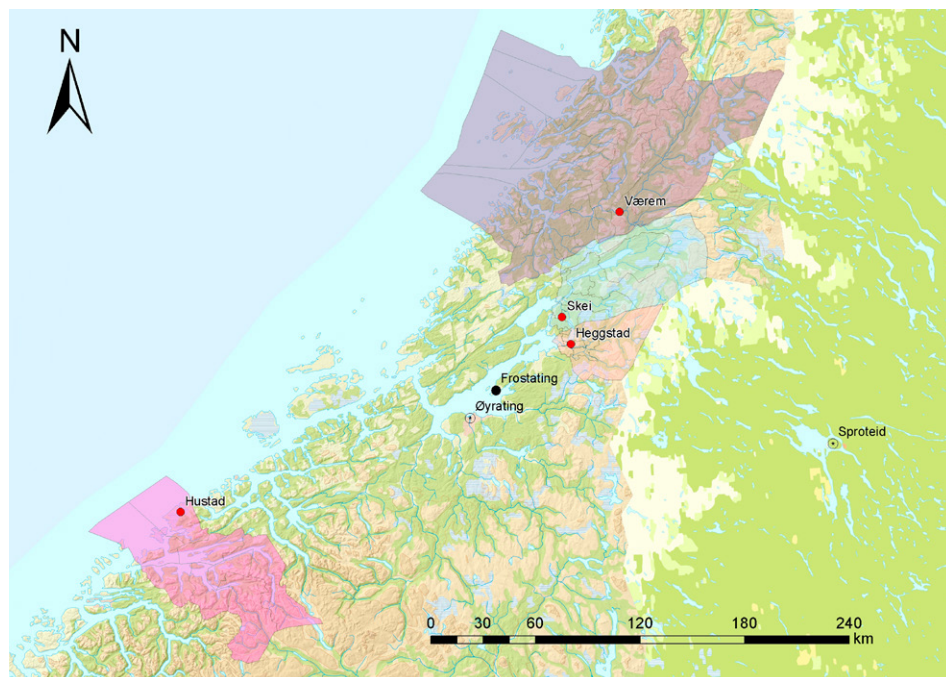 N
Værem
Skei
Heggstad
Frostating
Øyrating
Sproteid
Hustad
0 30 60 120 180 240
km